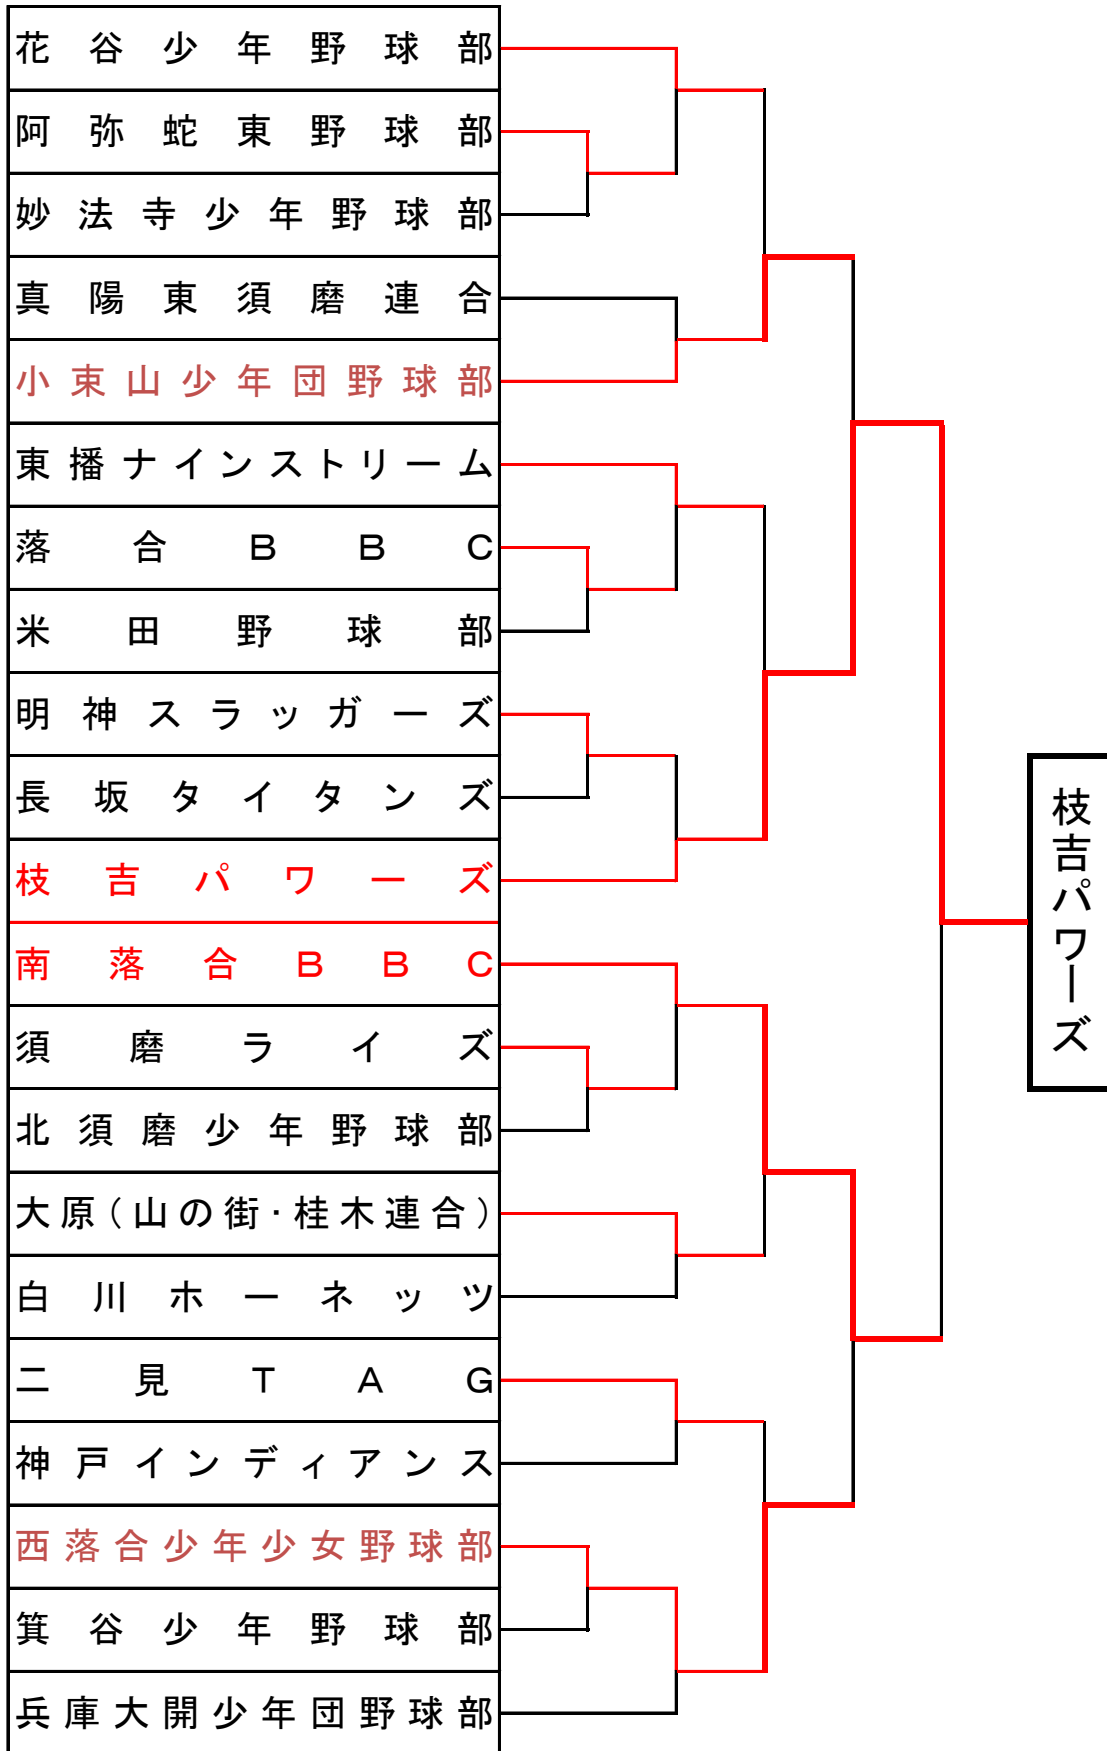 花谷少年野球部
阿弥蛇東野球部
妙法寺少年野球部
真陽東須磨連合
小東山少年団野球部
東播ナインストリーム
落合ＢＢＣ
米田野球部
明神スラッガーズ
長坂タイタンズ
枝吉パワーズ
南落合ＢＢＣ
須磨ライズ
北須磨少年野球部
大原(山の街・桂木連合)
白川ホーネッツ
二見ＴＡＧ
神戸インディアンス
西落合少年少女野球部
箕谷少年野球部
兵庫大開少年団野球部
枝吉パワーズ